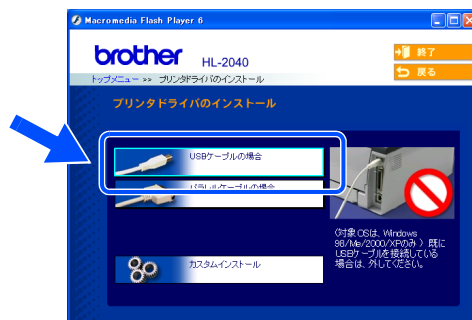 Macromedia Flash Player 6
brother HL-2040
終了
戻る
トップメニュー >> プリンタドライバのインストール
プリンタドライバのインストール
USBケーブルの場合
パラレルケーブルの場合
カスタムインストール
(対象OSは、Windows
98/Me/2000/XPのみ ) 既に
USBケーブルを接続している
場合は、外してください。